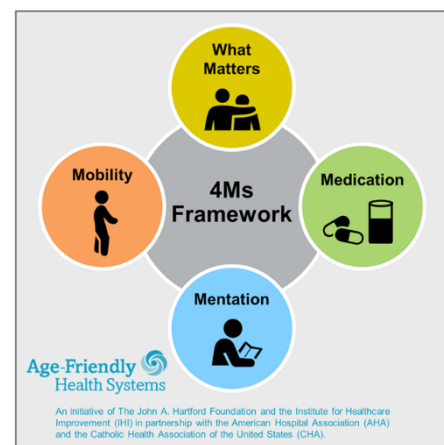 What
Matters
Mobility
4Ms
Framework
Medication
Mentation
Age-Friendly
Health Systems
An initiative of The John A. Hartford Foundation and the Institute for Healthcare
Improvement (IHI) in partnership with the American Hospital Association (AHA)
and the Catholic Health Association of the United States (CHA).